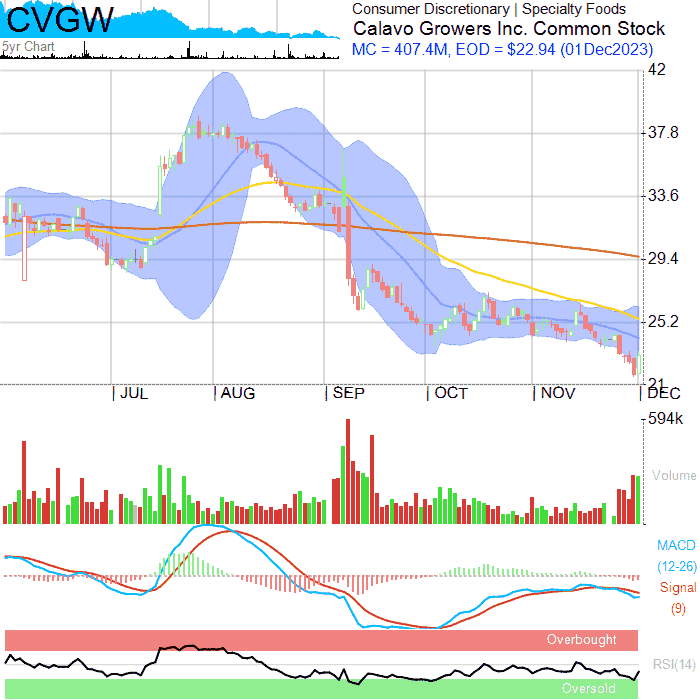 CVGW
5yr Chart
Consumer Discretionary | Specialty Foods
Calavo Growers Inc. Common Stock
MC = 407.4M, EOD = $22.94 (01Dec2023)
42
37.8
33.6
29.4
25.2
21
JUL AUG SEP OCT NOV DEC
594k
Volume
MACD
(12-26)
Signal
(9)
Overbought
RSI(14)
Oversold